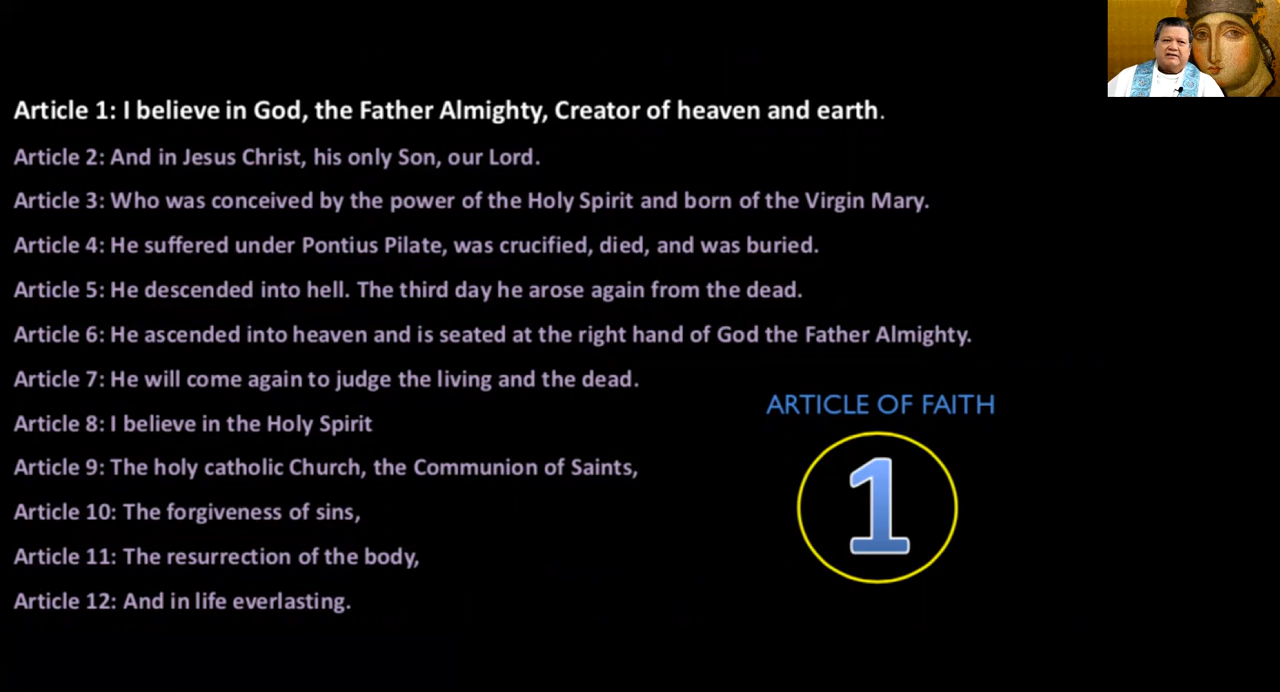 Article 1: I believe in God, the Father Almighty, Creator of heaven and earth.
Article 2: And in Jesus Christ, his only Son, our Lord.
Article 3: Who was conceived by the power of the Holy Spirit and born of the Virgin Mary.
Article 4: He suffered under Pontius Pilate, was crucified, died, and was buried.
Article 5: He descended into hell. The third day he arose again from the dead.
Article 6: He ascended into heaven and is seated at the right hand of God the Father Almighty.
Article 7: He will come again to judge the living and the dead.
Article 8: I believe in the Holy Spirit
Article 9: The holy catholic Church, the Communion of Saints,
Article 10: The forgiveness of sins,
Article 11: The resurrection of the body,
Article 12: And in life everlasting.
ARTICLE OF FAITH
1